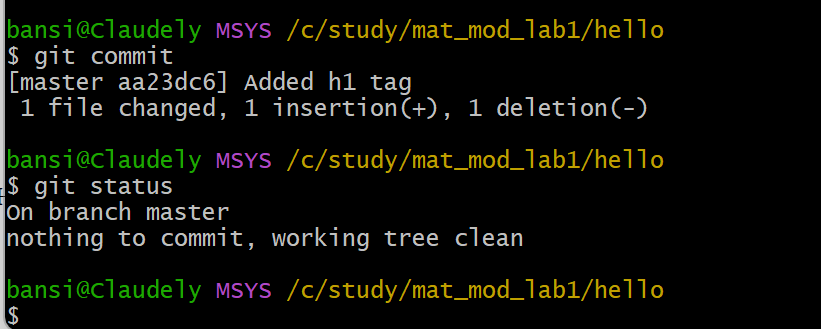 bansi@Claudely MSYS /c/study/mat_mod_lab1/hello
$ git commit
[master aa23dc6] Added h1 tag
 1 file changed, 1 insertion(+), 1 deletion(-)

bansi@Claudely MSYS /c/study/mat_mod_lab1/hello
$ git status
On branch master
nothing to commit, working tree clean

bansi@Claudely MSYS /c/study/mat_mod_lab1/hello
$